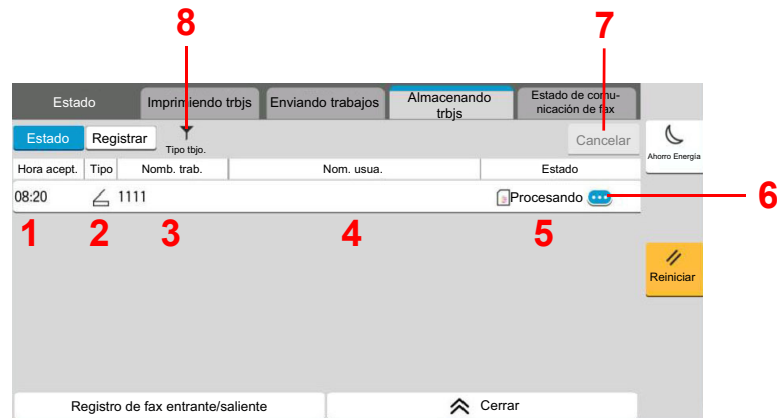 8
7
Estado
Imprimiendo trbjs
Enviando trabajos
Almacenando
trbjs
Estado de comu-
nicación de fax
Estado
Registrar
Tipo tbjo.
Cancelar
Ahorro Energía
Hora acept.
Tipo
Nomb. trab.
Nom. usua.
Estado
08:20
1111
Procesando
6
1
2
3
4
5
Reiniciar
Registro de fax entrante/saliente
Cerrar